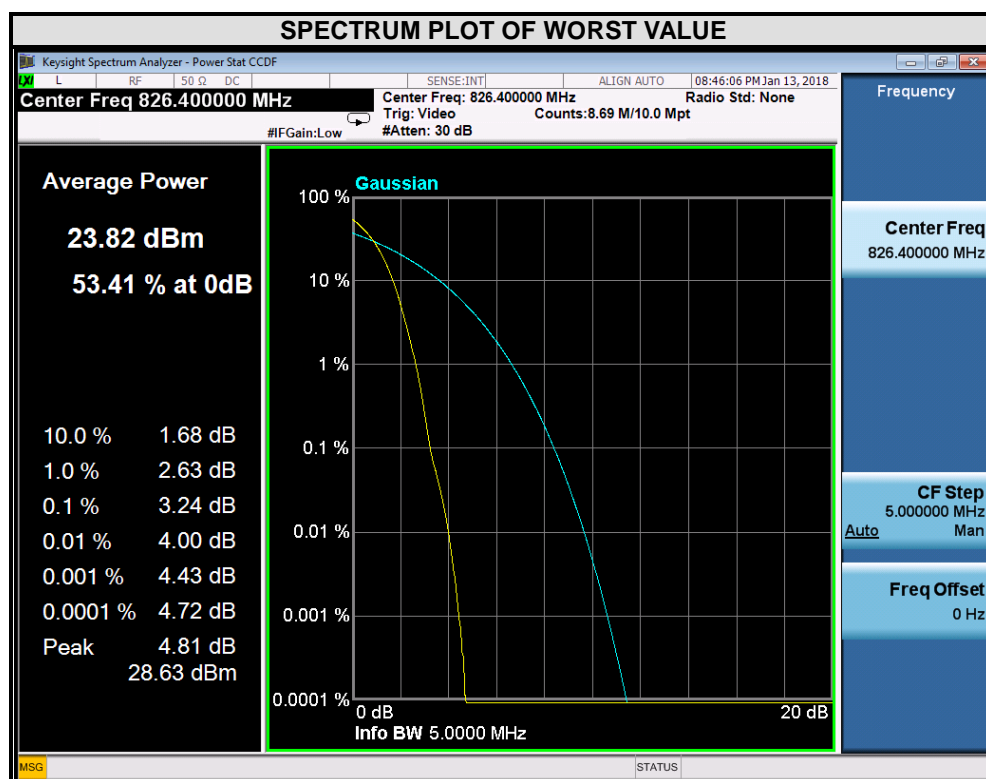 SPECTRUM PLOT OF WORST VALUE
Keysight Spectrum Analyzer - Power Stat CCDF
LXI L RF 50 Ω DC SENSE:INT ALIGN AUTO 08:46:06 PM Jan 13, 2018
Center Freq 826.400000 MHz
Center Freq: 826.400000 MHz Radio Std: None
Trig: Video Counts:8.69 M/10.0 Mpt
#IFGain:Low #Atten: 30 dB
Average Power
23.82 dBm
53.41 % at 0dB
10.0 % 1.68 dB
1.0 % 2.63 dB
0.1 % 3.24 dB
0.01 % 4.00 dB
0.001 % 4.43 dB
0.0001 % 4.72 dB
Peak 4.81 dB
28.63 dBm
Gaussian
100 %
10 %
1 %
0.1 %
0.01 %
0.001 %
0.0001 %
0 dB 20 dB
Info BW 5.0000 MHz
Frequency
Center Freq
826.400000 MHz
CF Step
5.000000 MHz
Auto Man
Freq Offset
0 Hz
MSG STATUS